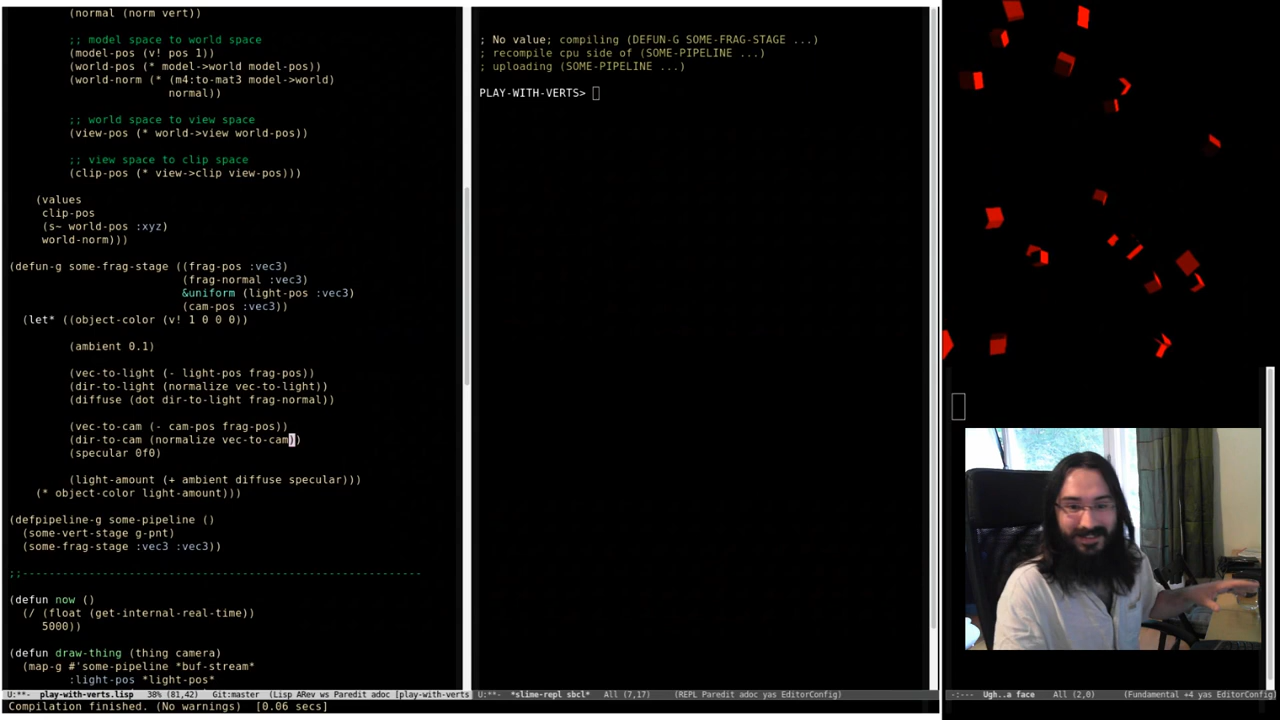 (normal (norm vert))
;; model space to world space
(model-pos (v! pos 1))
(world-pos (* model->world model-pos))
(world-norm (* (m4:to-mat3 model->world)
normal))
;; world space to view space
(view-pos (* world->view world-pos))
;; view space to clip space
(clip-pos (* view->clip view-pos)))
(values
clip-pos
(s~ world-pos :xyz)
world-norm)))
(defun-g some-frag-stage ((frag-pos :vec3)
(frag-normal :vec3)
&uniform (light-pos :vec3)
(cam-pos :vec3))
(let* ((object-color (v! 1 0 0 0))
(ambient 0.1)
(vec-to-light (- light-pos frag-pos))
(dir-to-light (normalize vec-to-light))
(diffuse (dot dir-to-light frag-normal))
(vec-to-cam (- cam-pos frag-pos))
(dir-to-cam (normalize vec-to-cam))
(specular 0f0)
(light-amount (+ ambient diffuse specular)))
(* object-color light-amount)))
(defpipeline-g some-pipeline ()
(some-vert-stage g-pnt)
(some-frag-stage :vec3 :vec3))
;;------------------------------------------------------------
(defun now ()
(/ (float (get-internal-real-time))
5000))
(defun draw-thing (thing camera)
(map-g #'some-pipeline *buf-stream*
:light-pos *light-pos*
U:**-  play-with-verts.lisp   38% (81,42)   Git:master   (Lisp ARev ws Paredit adoc [play-with-verts
Compilation finished. (No warnings)  [0.06 secs]
; No value; compiling (DEFUN-G SOME-FRAG-STAGE ...)
; recompile cpu side of (SOME-PIPELINE ...)
; uploading (SOME-PIPELINE ...)
PLAY-WITH-VERTS>
U:**-  *slime-repl sbcl*   All (7,17)   (REPL Paredit adoc yas EditorConfig)
-:---  Ugh..a face   All (2,0)   (Fundamental +4 yas EditorConfig)